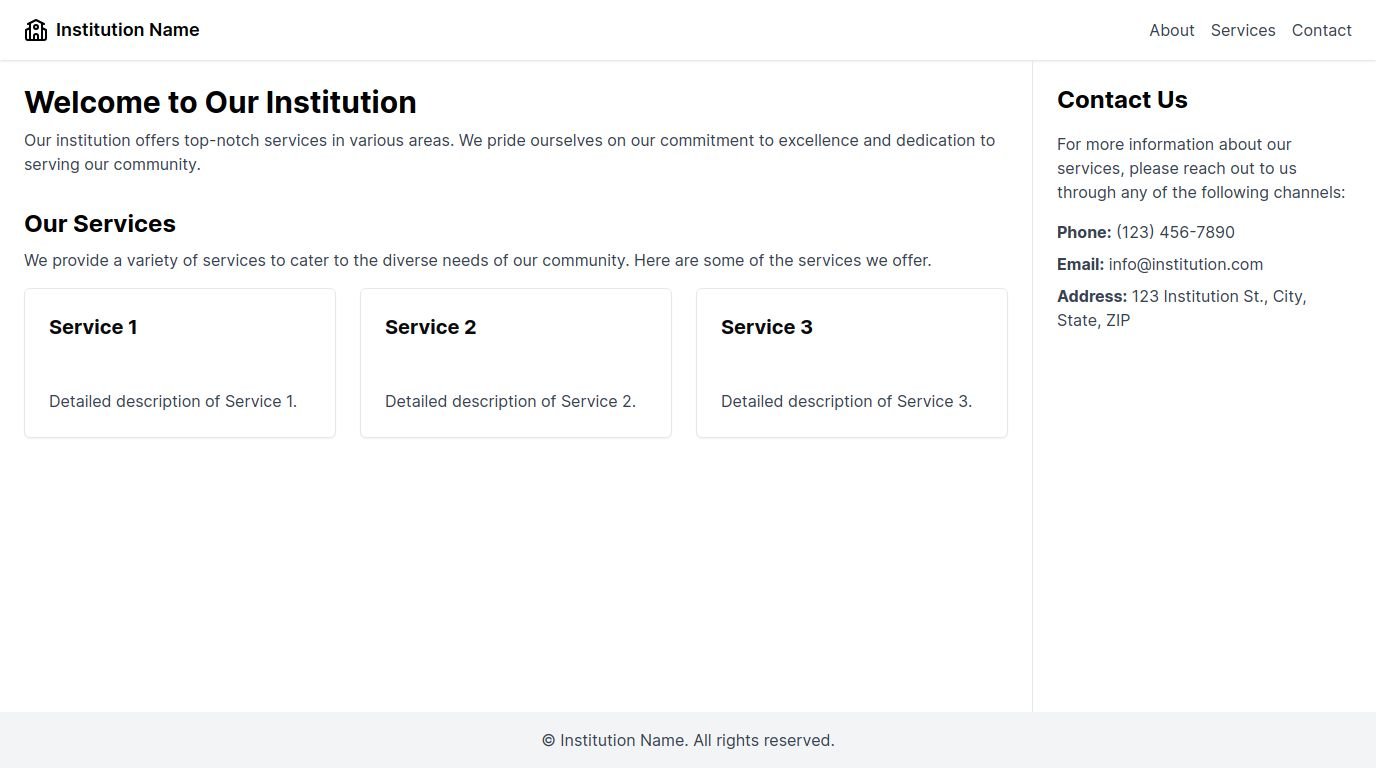 Institution Name
About Services Contact
Welcome to Our Institution
Our institution offers top-notch services in various areas. We pride ourselves on our commitment to excellence and dedication to
serving our community.
Our Services
We provide a variety of services to cater to the diverse needs of our community. Here are some of the services we offer.
Service 1
Detailed description of Service 1.
Service 2
Detailed description of Service 2.
Service 3
Detailed description of Service 3.
Contact Us
For more information about our
services, please reach out to us
through any of the following channels:
Phone: (123) 456-7890
Email: info@institution.com
Address: 123 Institution St., City,
State, ZIP
© Institution Name. All rights reserved.